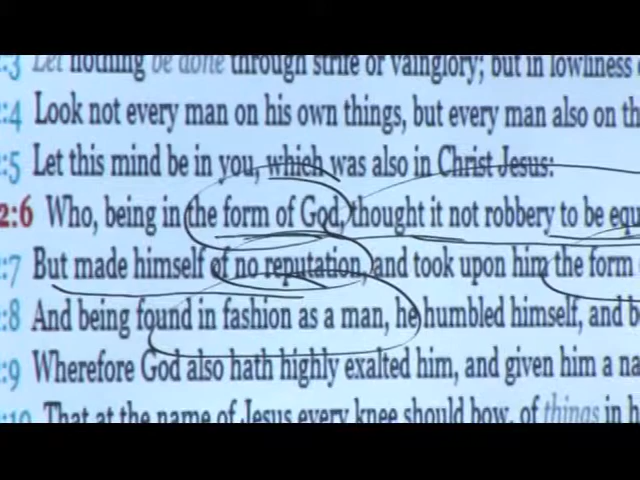 :3 Let nothing be done through strife or vainglory; but in lowliness
:4 Look not every man on his own things, but every man also on th
:5 Let this mind be in you, which was also in Christ Jesus:
2:6 Who, being in the form of God, thought it not robbery to be equ
:7 But made himself of no reputation, and took upon him the form
:8 And being found in fashion as a man, he humbled himself, and b
:9 Wherefore God also hath highly exalted him, and given him a na
:10 That at the name of Jesus every knee should bow, of things in h